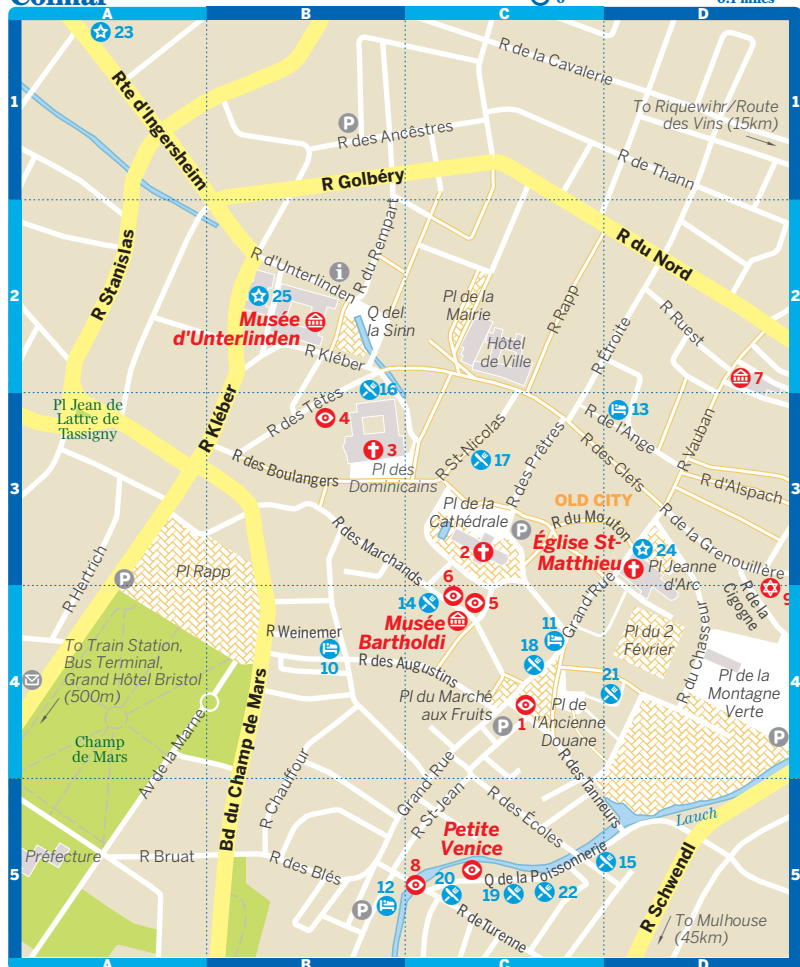 Colmar
0
0.1 miles
A
B
C
D
23
R de la Cavalerie
1
1
Rte d'Ingersheim
To Riquewihr/Route
des Vins (15km)
P
R des Ancêstres
R de Thann
R Golbéry
R du Nord
R Stanislas
R d'Unterlinden
i
R du Rempart
2
2
25
Musée
d'Unterlinden
Q del
la Sinn
Pl de la
Mairie
Hôtel
de Ville
R Rapp
R Étroite
R Ruest
R Kléber
7
16
R des Têtes
4
13
Pl Jean de
Lattre de
Tassigny
R Kléber
3
R de l'Ange
R Vauban
R St-Nicolas
17
R des Prêtres
R des Clefs
R des Boulangers
Pl des
Dominicains
R d'Alspach
3
3
OLD CITY
Pl de la
Cathédrale
P
R du Mouton
R de la Grenouillère
R des Marchands
2
Église St-
Matthieu
24
Pl Jeanne
d'Arc
R Hertrich
P
Pl Rapp
6
14
5
Grand'Rue
R de la
Cigogne
9
Musée
Bartholdi
11
R Weinemer
10
18
Pl du 2
Février
R du Chasseur
To Train Station,
Bus Terminal,
Grand Hôtel Bristol
(500m)
R des Augustins
4
4
21
Pl de la
Montagne
Verte
Pl du Marché
aux Fruits
1
P
Pl de
l'Ancienne
Douane
P
Av de la Marne
Champ
de Mars
Bd du Champ de Mars
R Chauffour
Grand' Rue
R St-Jean
R des Tanneurs
R des Écoles
Lauch
Petite
Venice
Préfecture
R Bruat
R des Blés
8
Q de la Poissonnerie
15
5
5
12
20
19
22
P
R de Turenne
R Schwendl
To Mulhouse
(45km)
A
B
C
D